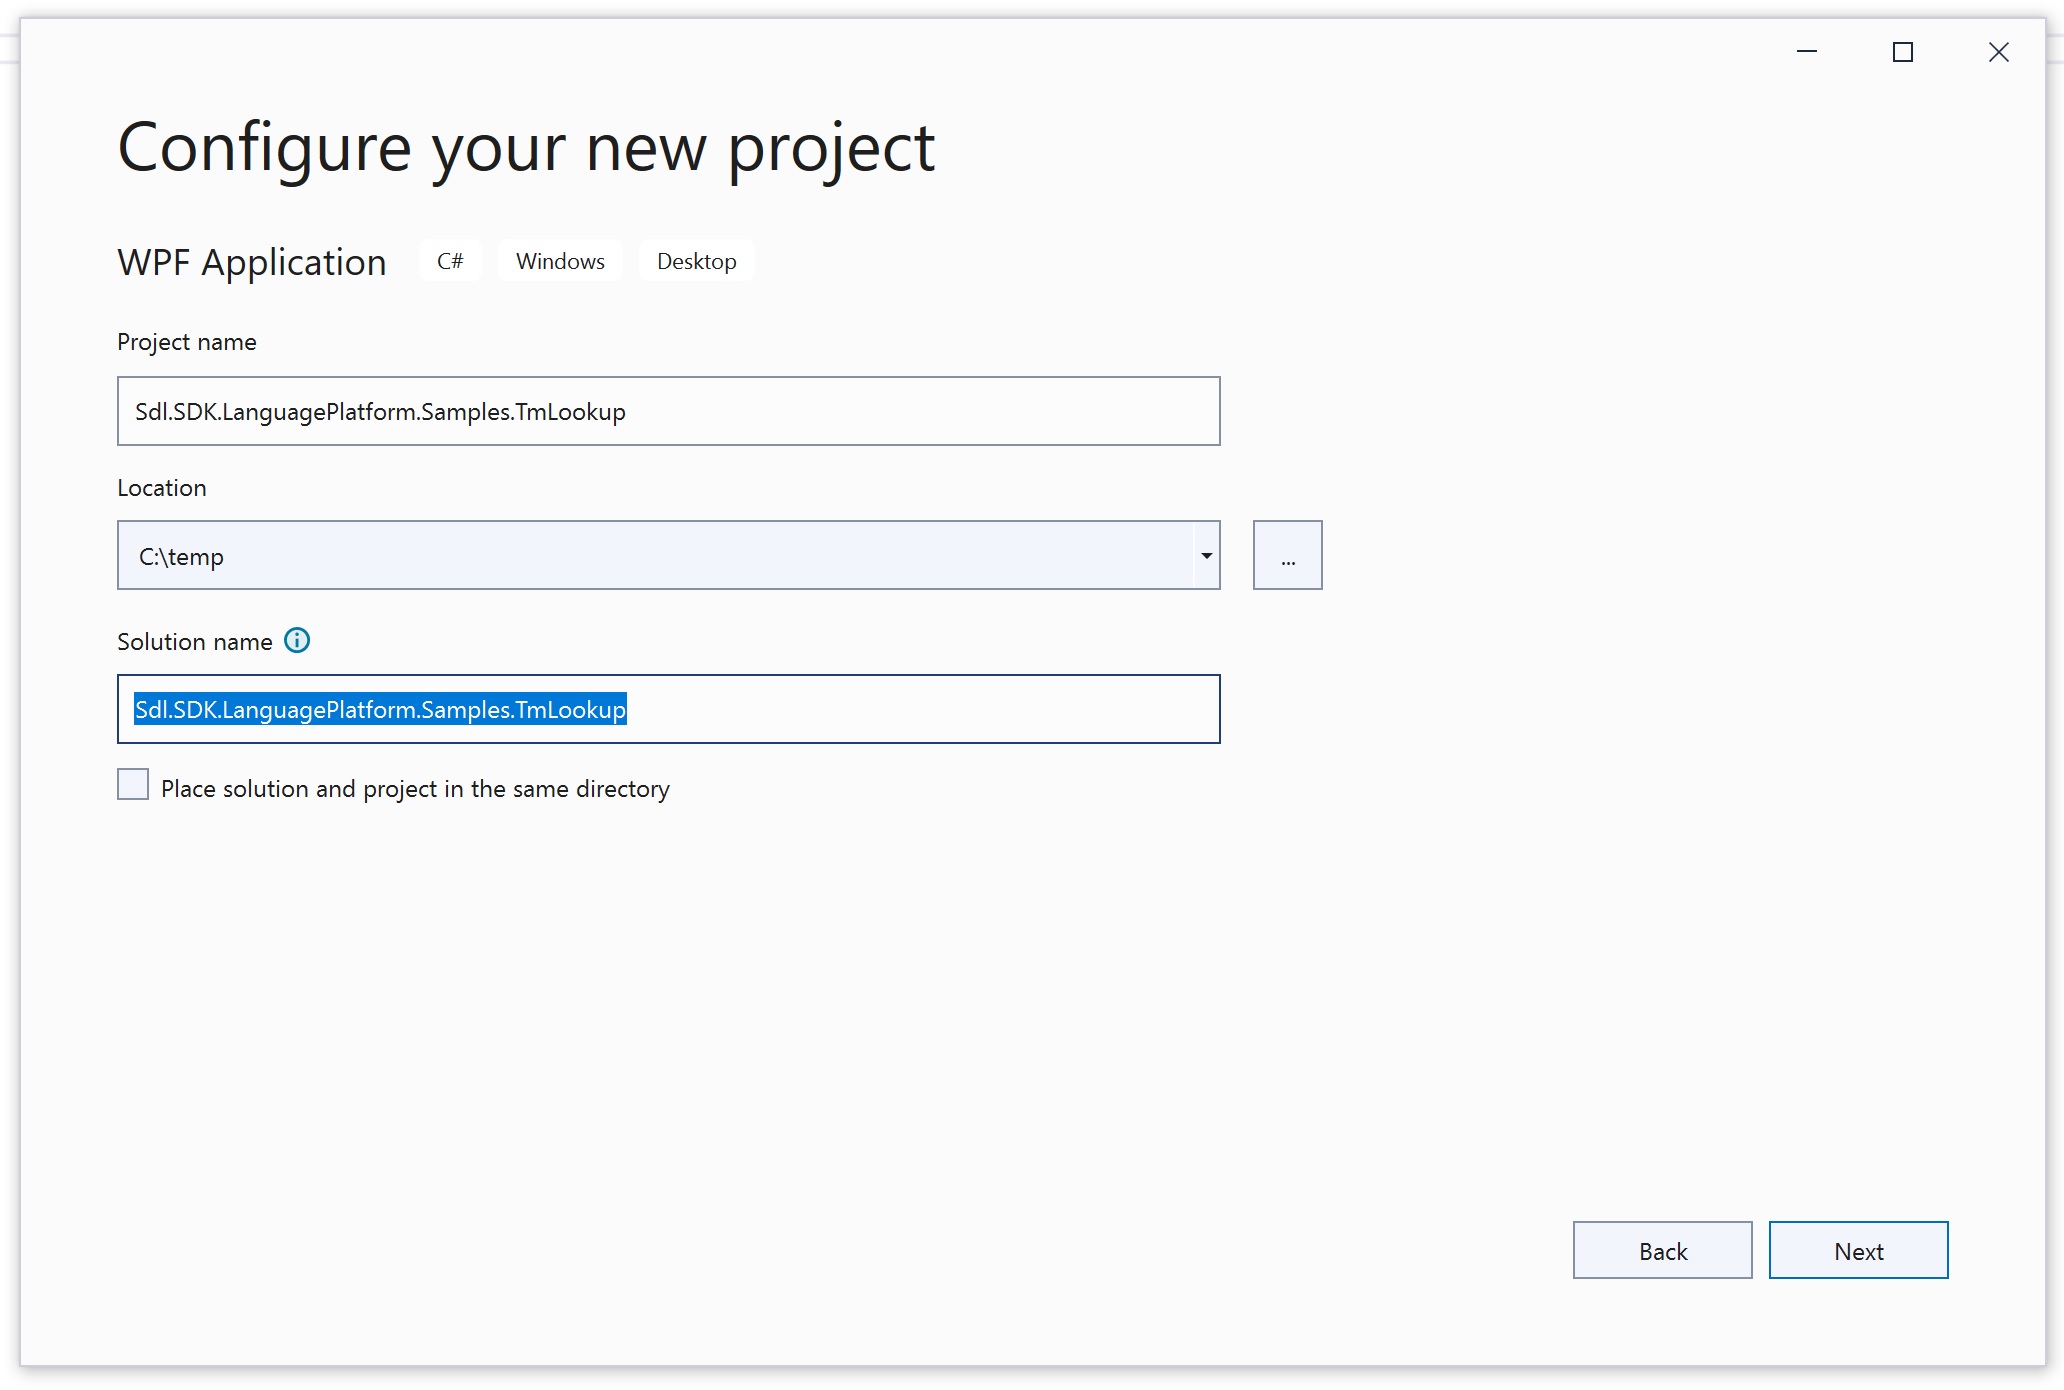 Configure your new project
WPF Application C# Windows Desktop
Project name
Sdl.SDK.LanguagePlatform.Samples.TmLookup
Location
C:\temp
...
Solution name
Sdl.SDK.LanguagePlatform.Samples.TmLookup
Place solution and project in the same directory
Back Next